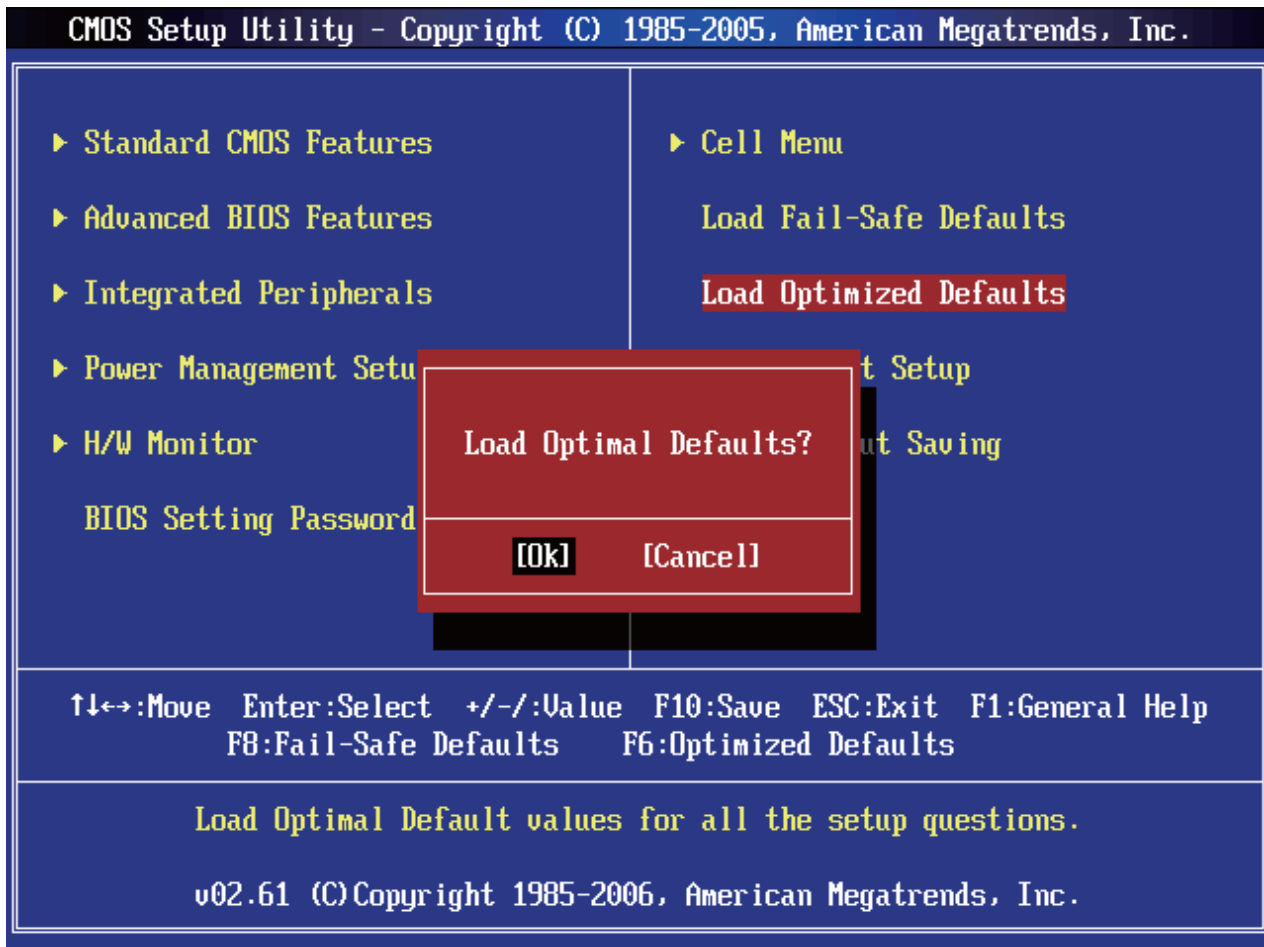 CMOS Setup Utility - Copyright (C) 1985-2005, American Megatrends, Inc.
▶ Standard CMOS Features
▶ Advanced BIOS Features
▶ Integrated Peripherals
▶ Power Management Setu
▶ H/W Monitor
BIOS Setting Password
▶ Cell Menu
Load Fail-Safe Defaults
Load Optimized Defaults
t Setup
ut Saving
Load Optimal Defaults?
[Ok] [Cancel]
↑↓←→:Move Enter:Select +/-/:Value F10:Save ESC:Exit F1:General Help
F8:Fail-Safe Defaults F6:Optimized Defaults
Load Optimal Default values for all the setup questions.
v02.61 (C)Copyright 1985-2006, American Megatrends, Inc.